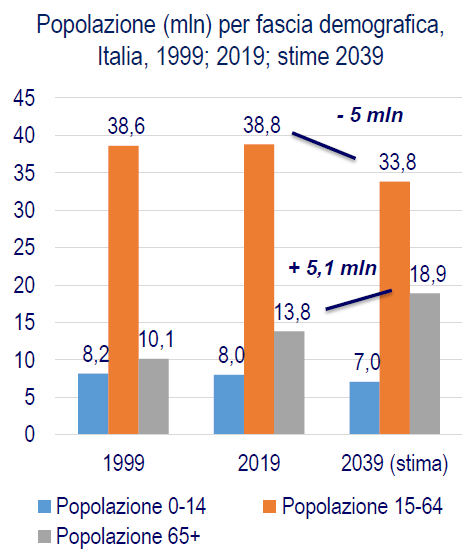 Popolazione (mln) per fascia demografica,
Italia, 1999; 2019; stime 2039
45
40
35
30
25
20
15
10
5
0
38,6
38,8
- 5 mln
33,8
+ 5,1 mln
18,9
13,8
8,2
10,1
8,0
7,0
1999
2019
2039 (stima)
Popolazione 0-14
Popolazione 15-64
Popolazione 65+